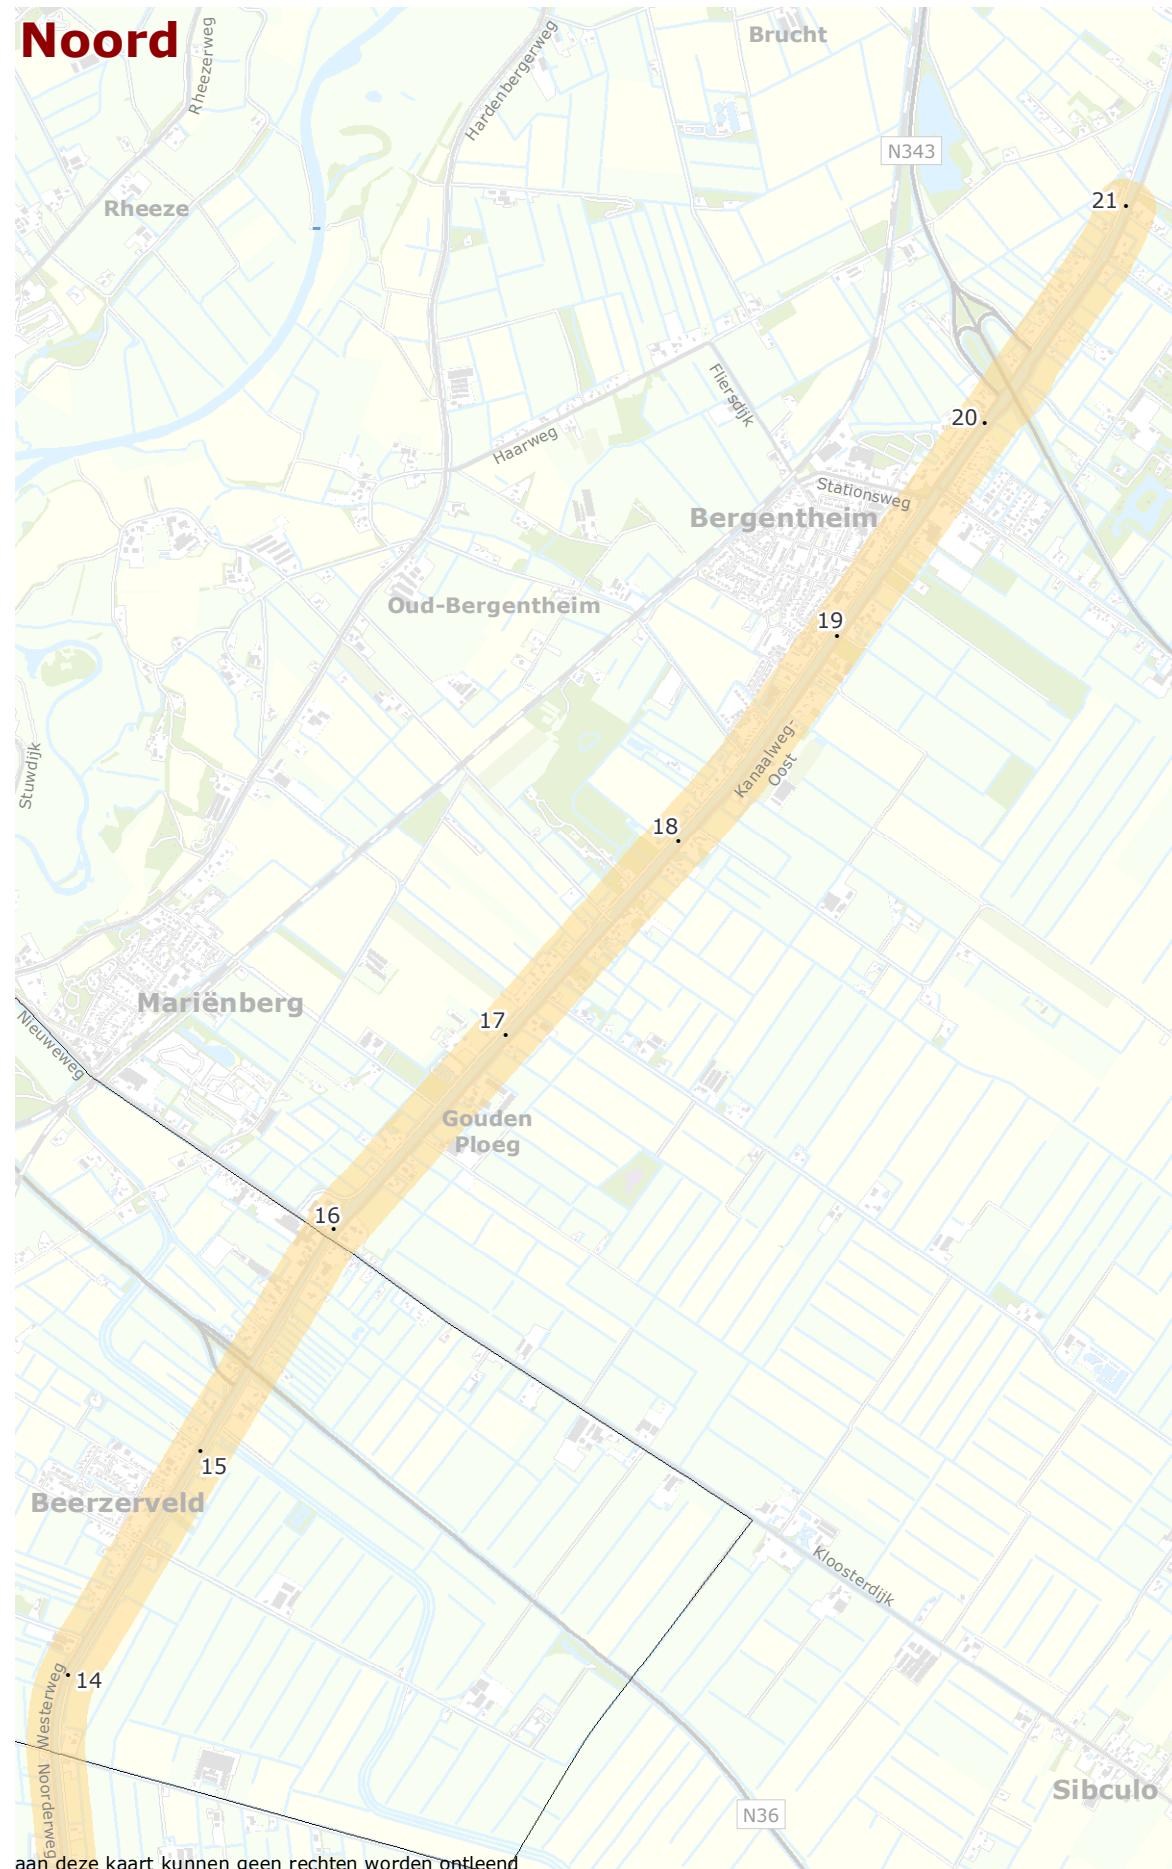 Noord
Rheezerweg
Hardenbergerweg
Brucht
N343
Rheeze
21
Fliersdijk
20
Haarweg
Stationsweg
Bergentheim
Oud-Bergentheim
19
Stuwdijk
Kanaalweg-
Oost
18
Mariënberg
Nieuweweg
17
Gouden
Ploeg
16
15
Beerzerveld
Kloosterdijk
14
Westerweg
Noorderweg
Sibculo
N36
aan deze kaart kunnen geen rechten worden ontleend